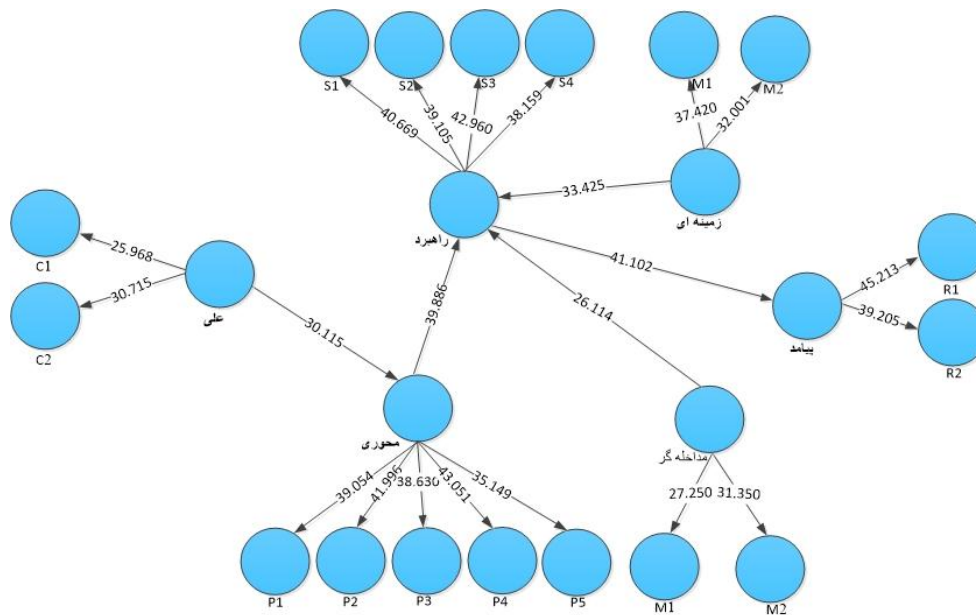 S1
S2
S3
S4
M1
M2
40.669
39.105
42.960
38.159
37.420
32.001
33.425
راهبرد
زمینه ای
C1
25.968
C2
30.715
علی
30.115
39.886
26.114
41.102
پیامد
45.213
R1
39.205
R2
محوری
مداخله گر
39.054
41.996
38.630
43.051
35.149
27.250
31.350
P1
P2
P3
P4
P5
M1
M2